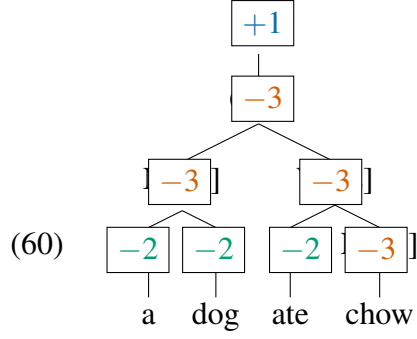 +1
−3
−3 ] −3 ]
(60) −2 −2 −2 −3 ]
a dog ate chow